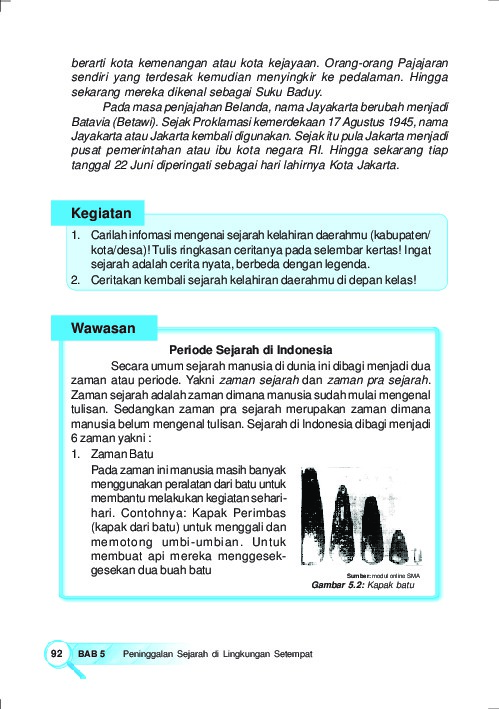 berarti kota kemenangan atau kota kejayaan. Orang-orang Pajajaran
sendiri yang terdesak kemudian menyingkir ke pedalaman. Hingga
sekarang mereka dikenal sebagai Suku Baduy.
Pada masa penjajahan Belanda, nama Jayakarta berubah menjadi
Batavia (Betawi). Sejak Proklamasi kemerdekaan 17 Agustus 1945, nama
Jayakarta atau Jakarta kembali digunakan. Sejak itu pula Jakarta menjadi
pusat pemerintahan atau ibu kota negara RI. Hingga sekarang tiap
tanggal 22 Juni diperingati sebagai hari lahirnya Kota Jakarta.
Kegiatan
1. Carilah infomasi mengenai sejarah kelahiran daerahmu (kabupaten/
kota/desa)! Tulis ringkasan ceritanya pada selembar kertas! Ingat
sejarah adalah cerita nyata, berbeda dengan legenda.
2. Ceritakan kembali sejarah kelahiran daerahmu di depan kelas!
Wawasan
Periode Sejarah di Indonesia
Secara umum sejarah manusia di dunia ini dibagi menjadi dua
zaman atau periode. Yakni zaman sejarah dan zaman pra sejarah.
Zaman sejarah adalah zaman dimana manusia sudah mulai mengenal
tulisan. Sedangkan zaman pra sejarah merupakan zaman dimana
manusia belum mengenal tulisan. Sejarah di Indonesia dibagi menjadi
6 zaman yakni :
1. Zaman Batu
Pada zaman ini manusia masih banyak
menggunakan peralatan dari batu untuk
membantu melakukan kegiatan sehari-
hari. Contohnya: Kapak Perimbas
(kapak dari batu) untuk menggali dan
memotong umbi-umbian. Untuk
membuat api mereka menggesek-
gesekan dua buah batu
Sumber: modul online SMA
Gambar 5.2: Kapak batu
92 BAB 5 Peninggalan Sejarah di Lingkungan Setempat